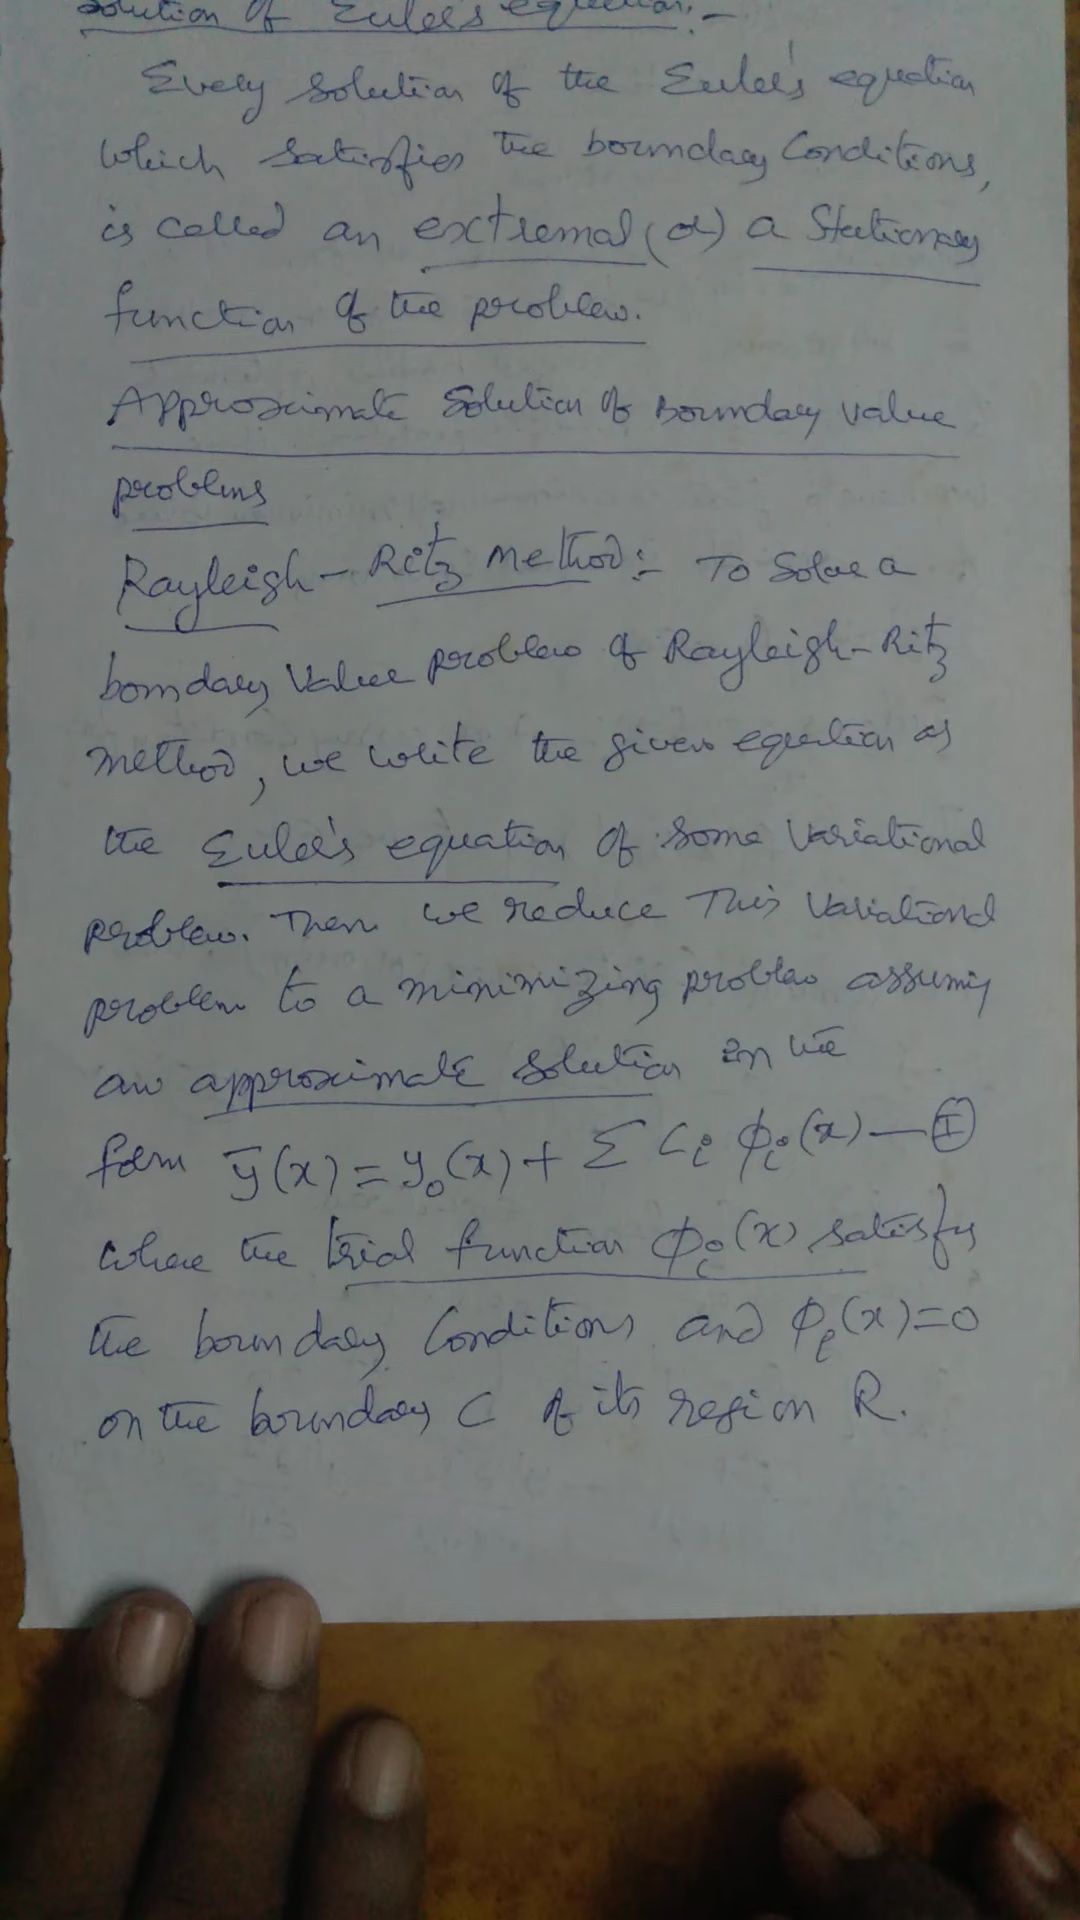 Solution of Euler's equation:-
Every solution of the Euler's equation
which satisfies the boundary Conditions,
is called an extremal (or) a Stationary
function of the problem.
Approximate Solution of Boundary value
problems
Rayleigh-Ritz Method:- To Solve a
boundary Value problem of Rayleigh-Ritz
method, we write the given equation as
the Euler's equation of some Variational
problem. Then we reduce This Variational
problem to a minimizing problem assuming
an approximate solution in the
form ȳ(x) = y₀(x) + Σ Cᵢ ϕᵢ(x) — Ⓘ
where the trial function ϕᵢ(x) satisfy
the boundary Conditions and ϕᵢ(x)=0
on the boundary C of its region R.